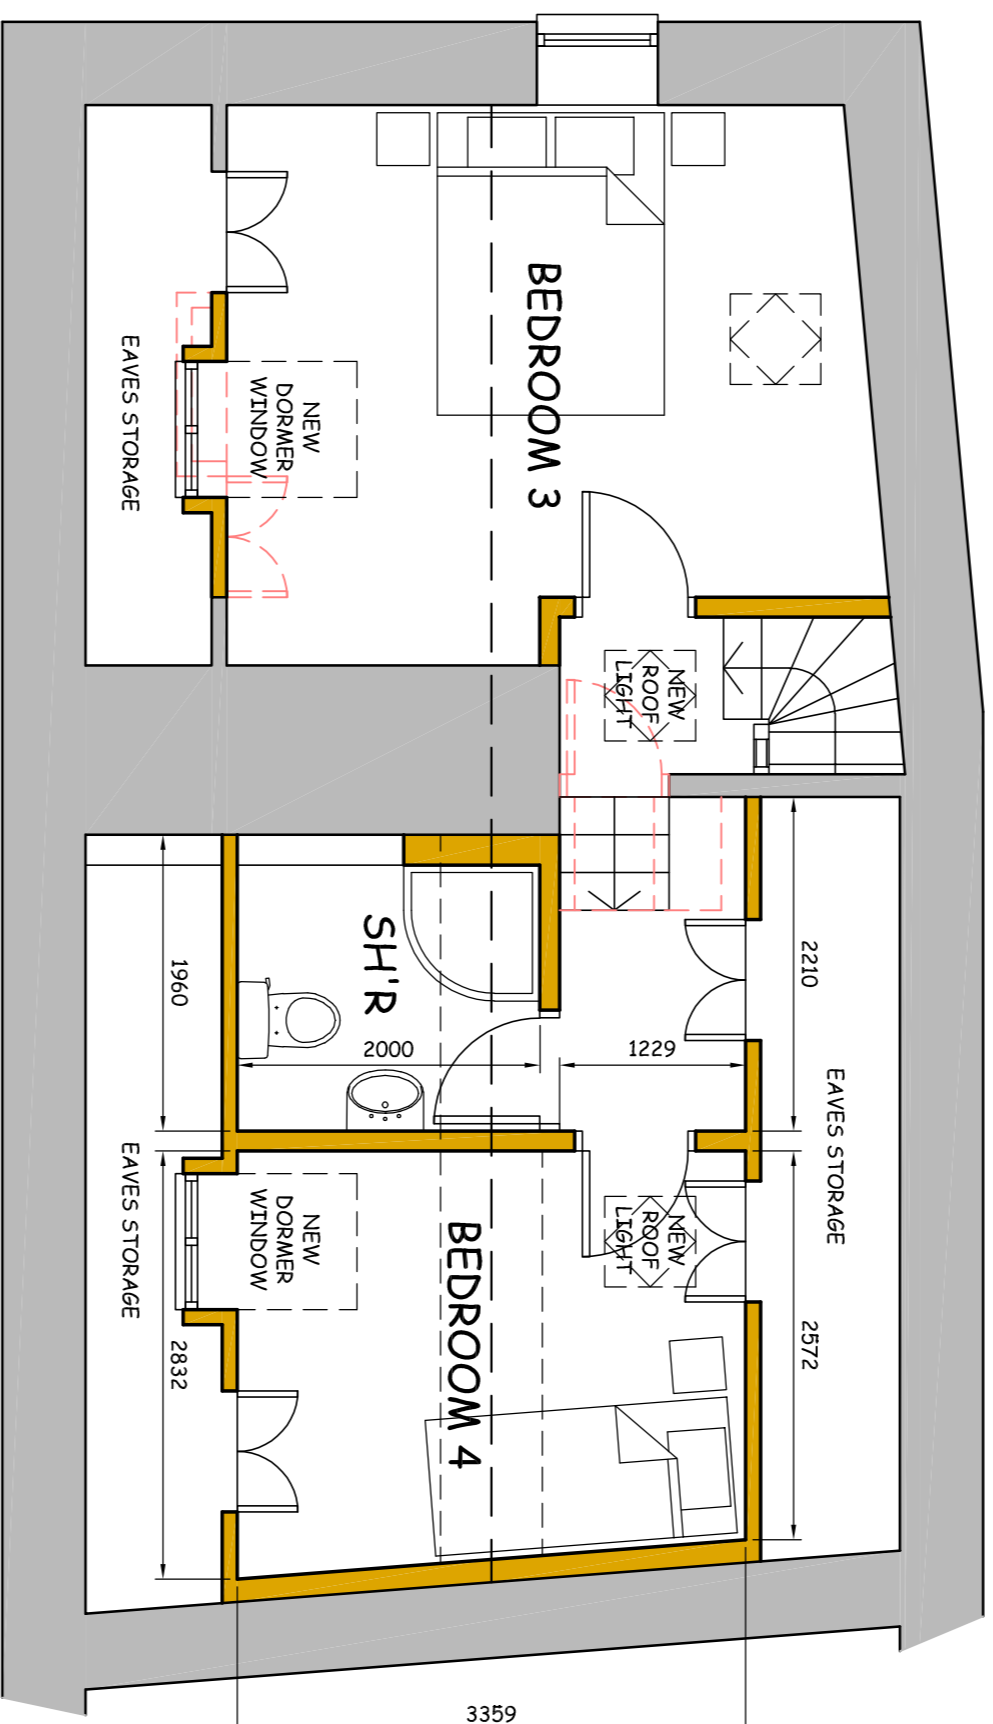 BEDROOM 3
EAVES STORAGE
NEW
DORMER
WINDOW
NEW
ROOF
LIGHT
SH'R
1960
2000
1229
2210
EAVES STORAGE
EAVES STORAGE
NEW
DORMER
WINDOW
NEW
ROOF
LIGHT
BEDROOM 4
2832
2572
3359